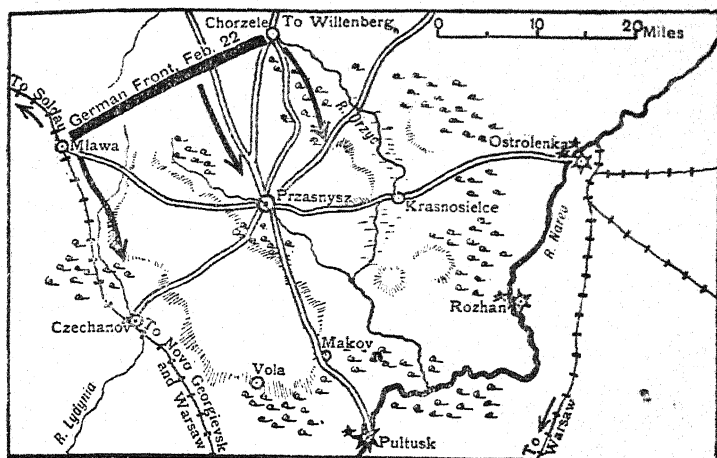 Chorzele
To Willenberg
0 10 20
Miles
German Front, Feb. 22
To Soldau
Mlawa
R. Orzyc
Ostrolenka
Przasnysz
Krasnosielce
R. Narev
Rozhan
Czechanov
To Novo Georgievsk
and Warsaw
Makov
Vola
R. Lydynia
Pultusk
To
Warsaw